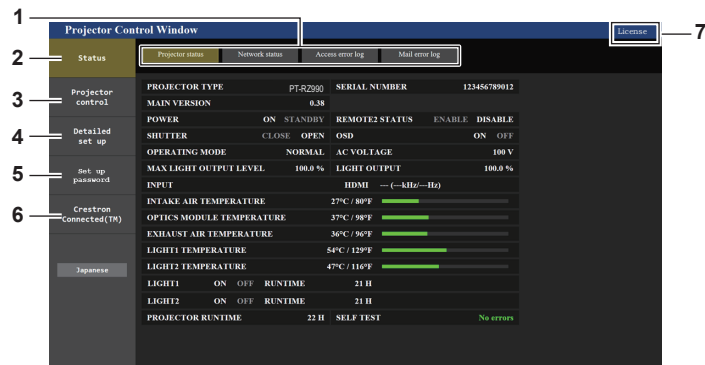 1
Projector Control Window
License
7
2
Status
Projector status Network status Access error log Mail error log
3
Projector
control
4
Detailed
set up
5
Set up
password
6
Crestron
Connected(TM)
Japanese
PROJECTOR TYPE PT-RZ990 SERIAL NUMBER 123456789012
MAIN VERSION 0.38
POWER ON STANDBY REMOTE2 STATUS ENABLE DISABLE
SHUTTER CLOSE OPEN OSD ON OFF
OPERATING MODE NORMAL AC VOLTAGE 100 V
MAX LIGHT OUTPUT LEVEL 100.0 % LIGHT OUTPUT 100.0 %
INPUT HDMI --- (---kHz/---Hz)
INTAKE AIR TEMPERATURE 27°C / 80°F
OPTICS MODULE TEMPERATURE 37°C / 98°F
EXHAUST AIR TEMPERATURE 36°C / 96°F
LIGHT1 TEMPERATURE 54°C / 129°F
LIGHT2 TEMPERATURE 47°C / 116°F
LIGHT1 ON OFF RUNTIME 21 H
LIGHT2 ON OFF RUNTIME 21 H
PROJECTOR RUNTIME 22 H SELF TEST No errors